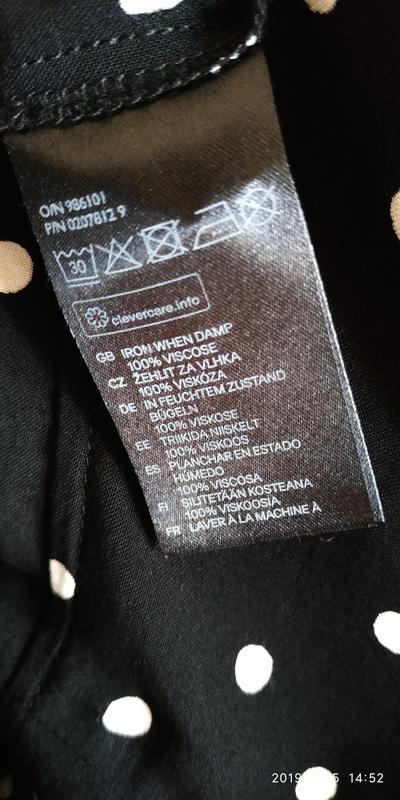 O/N 986101
P/N 0207812 9
30
clevercare.info
GB IRON WHEN DAMP
100% VISCOSE
CZ ŽEHLIT ZA VLHKA
100% VISKÓZA
DE IN FEUCHTEM ZUSTAND
BÜGELN
100% VISKOSE
EE TRIIKIDA NIISKELT
100% VISKOOS
ES PLANCHAR EN ESTADO
HÚMEDO
100% VISCOSA
FI SILITETÄÄN KOSTEANA
100% VISKOOSIA
FR LAVER À LA MACHINE À
14:52